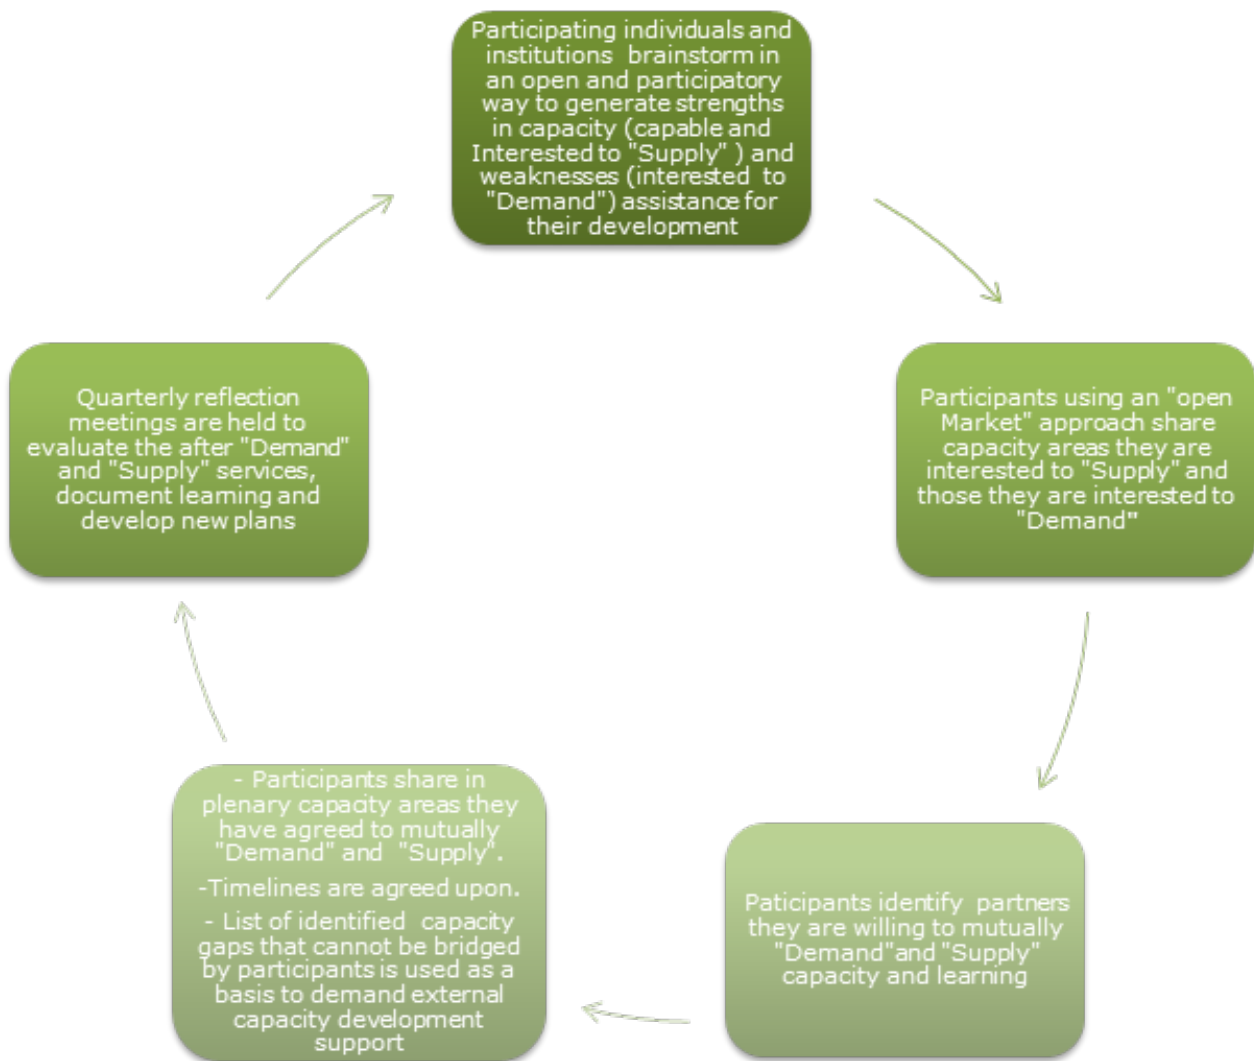 Participating individuals and
institutions brainstorm in
an open and participatory
way to generate strengths
in capacity (capable and
Interested to "Supply" ) and
weaknesses (interested to
"Demand") assistance for
their development
Participants using an "open
Market" approach share
capacity areas they are
interested to "Supply" and
those they are interested to
"Demand"
Paticipants identify partners
they are willing to mutually
"Demand"and "Supply"
capacity and learning
- Participants share in
plenary capacity areas they
have agreed to mutually
"Demand" and "Supply".
-Timelines are agreed upon.
- List of identified capacity
gaps that cannot be bridged
by participants is used as a
basis to demand external
capacity development
support
Quarterly reflection
meetings are held to
evaluate the after "Demand"
and "Supply" services,
document learning and
develop new plans